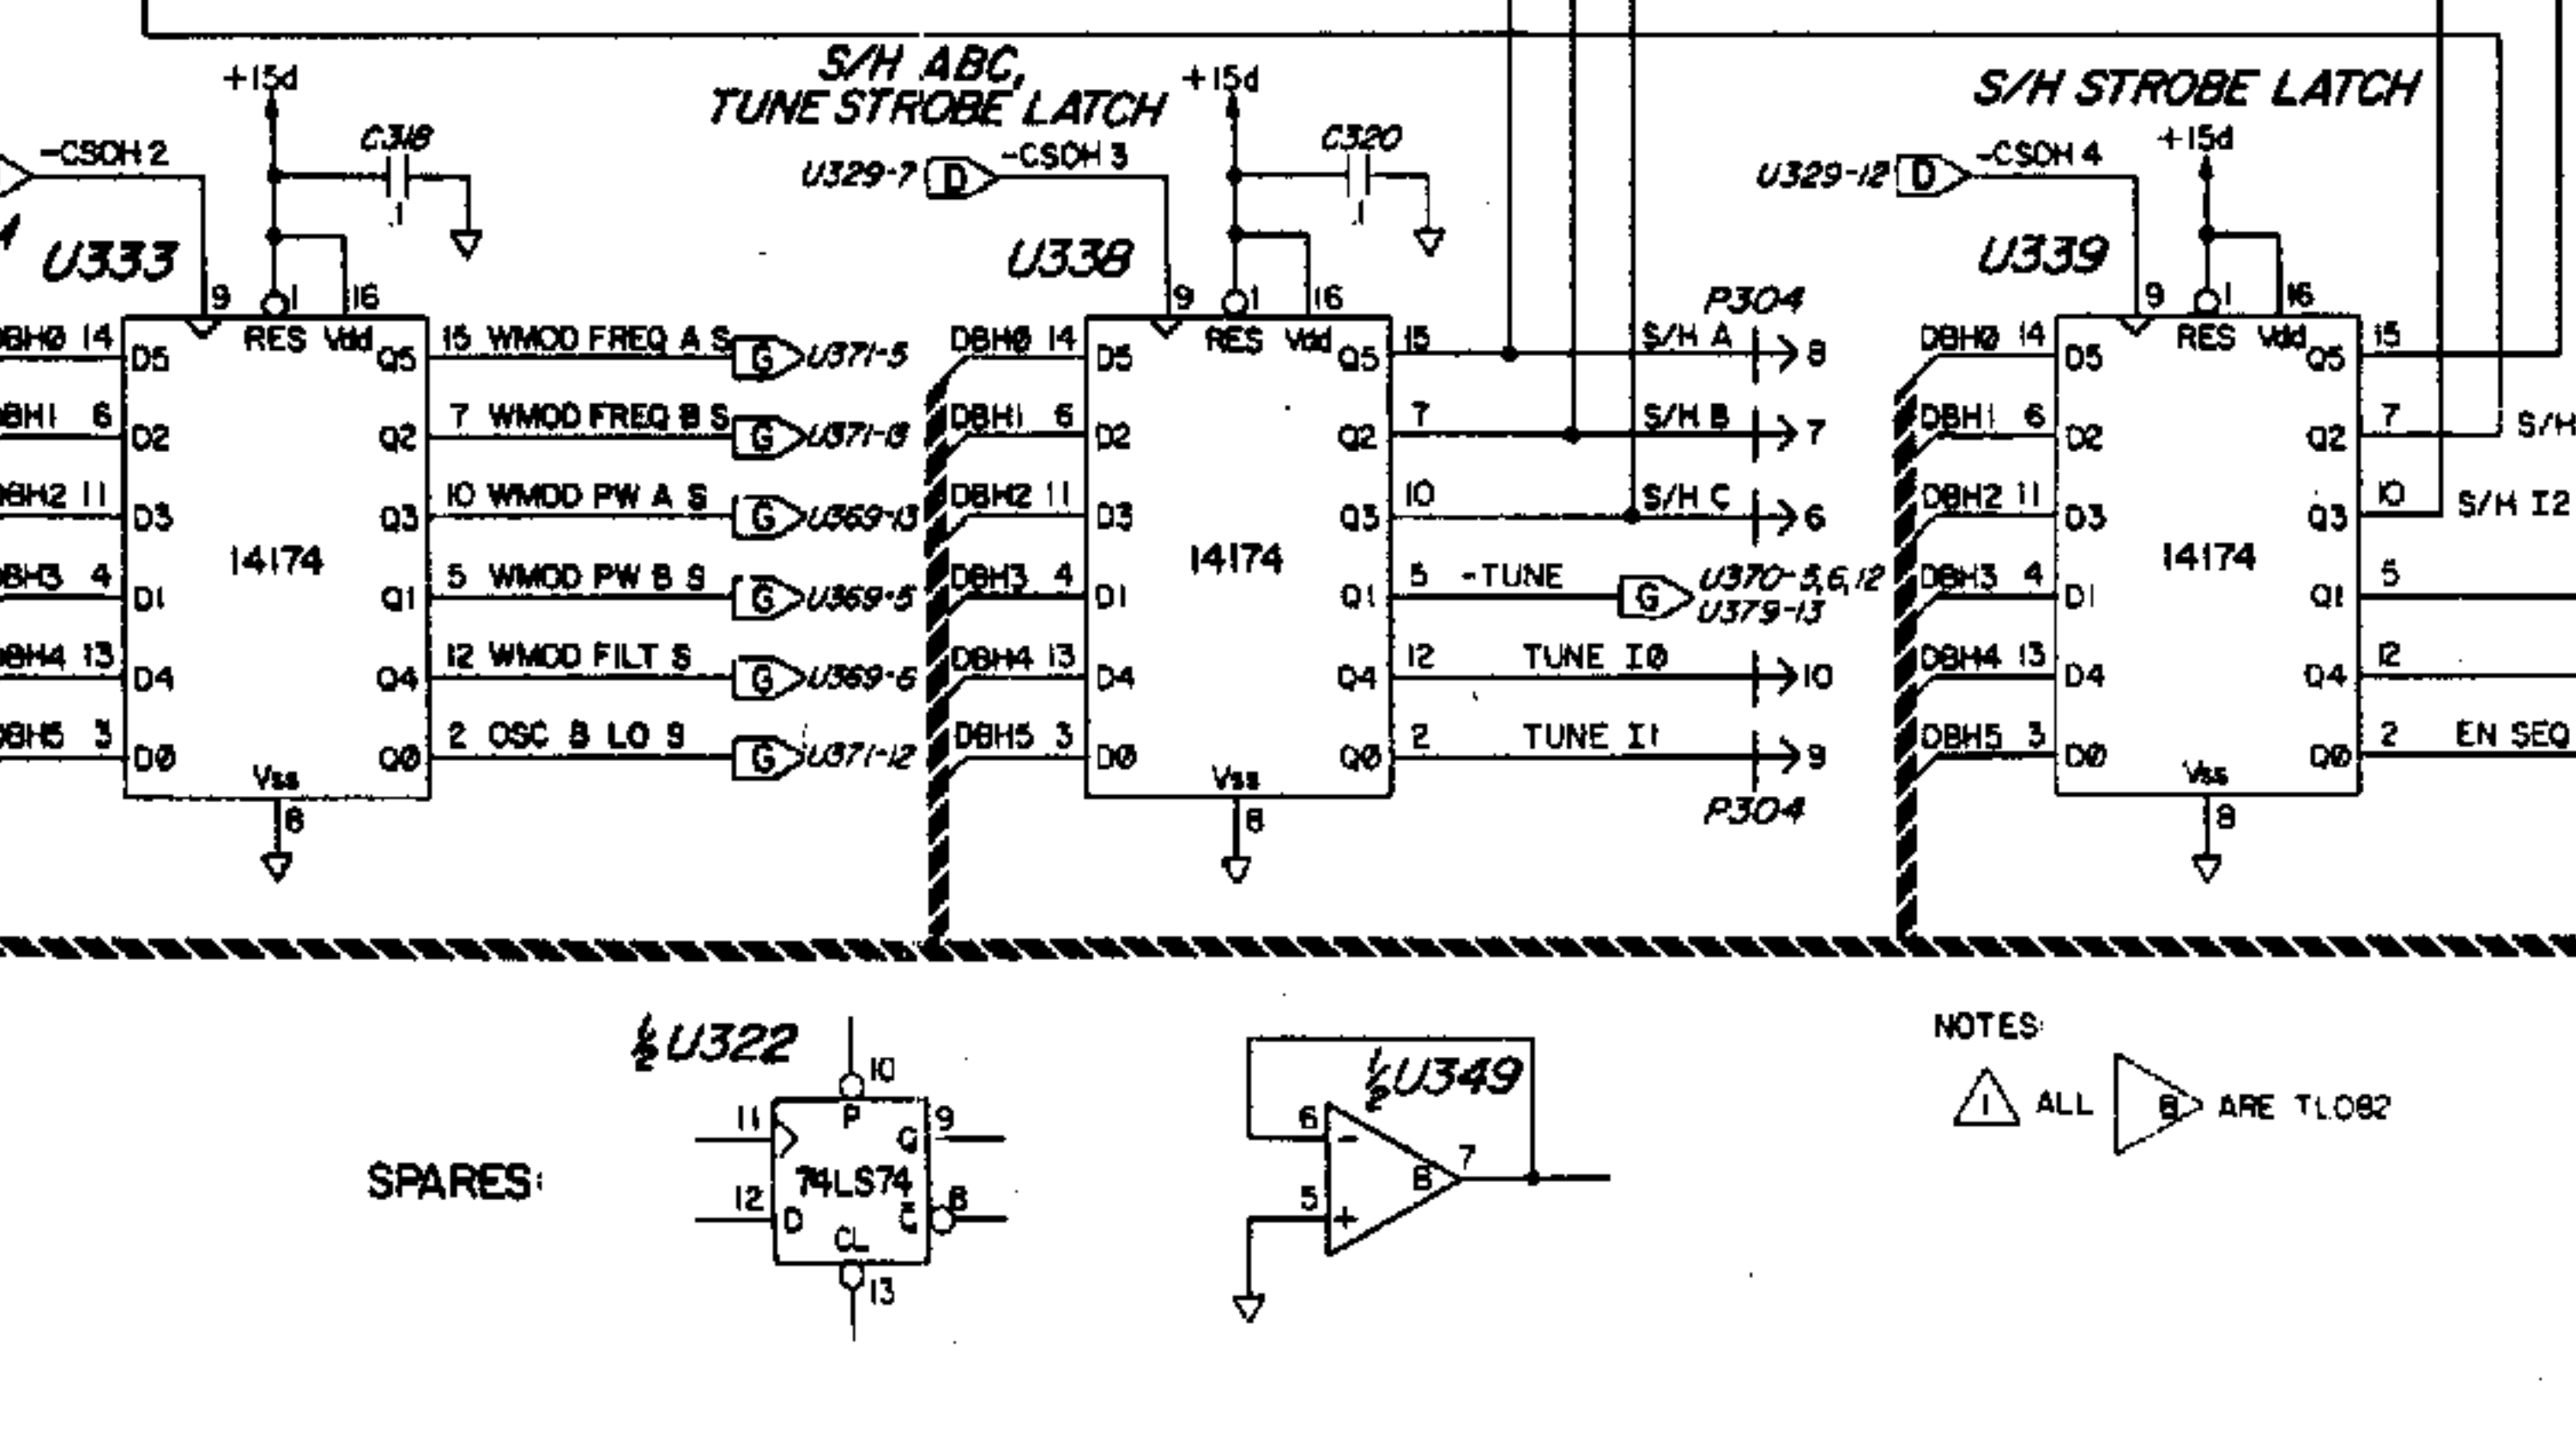 S/H ABC,
TUNE STROBE LATCH
S/H STROBE LATCH
+15d
+15d
+15d
-CSOH 2
C318
.1
U333
9 1 16
RES Vdd
DBH0 14 D5 Q5 15 WMOD FREQ A S G U371-5
DBH1 6 D2 Q2 7 WMOD FREQ B S G U371-13
DBH2 11 D3 Q3 10 WMOD PW A S G U369-13
14174
DBH3 4 D1 Q1 5 WMOD PW B S G U369-5
DBH4 13 D4 Q4 12 WMOD FILT S G U369-6
DBH5 3 D0 Q0 2 OSC B LO S G U371-12
Vss
8
U329-7 D -CSOH 3
C320
.1
U338
9 1 16
RES Vdd
P304
DBH0 14 D5 Q5 15 S/H A 8
DBH1 6 D2 Q2 7 S/H B 7
DBH2 11 D3 Q3 10 S/H C 6
14174
DBH3 4 D1 Q1 5 -TUNE G U370-5,6,12
U379-13
DBH4 13 D4 Q4 12 TUNE I0 10
DBH5 3 D0 Q0 2 TUNE I1 9
Vss
P304
8
U329-12 D -CSOH 4
U339
9 1 16
RES Vdd
DBH0 14 D5 Q5 15
DBH1 6 D2 Q2 7 S/H
DBH2 11 D3 Q3 10 S/H I2
14174
DBH3 4 D1 Q1 5
DBH4 13 D4 Q4 12
DBH5 3 D0 Q0 2 EN SEQ
Vss
8
SPARES:
½ U322
10
11 P 9
Q
74LS74
12 D 8
CL
13
½ U349
6 -
B 7
5 +
NOTES:
1 ALL B ARE TL082